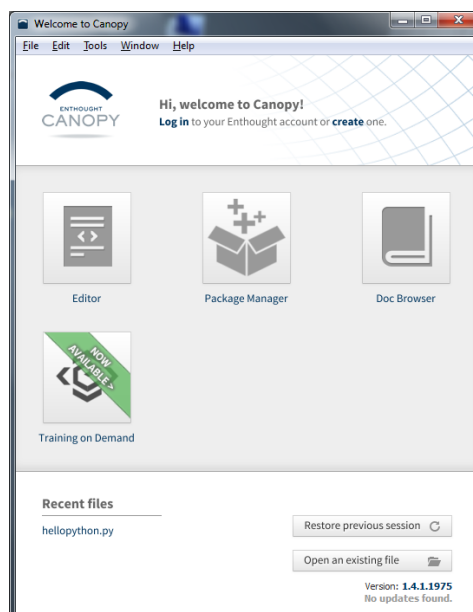 Welcome to Canopy
File Edit Tools Window Help
ENTHOUGHT
CANOPY
Hi, welcome to Canopy!
Log in to your Enthought account or create one.
Editor
Package Manager
Doc Browser
NOW
AVAILABLE >
Training on Demand
Recent files
hellopython.py
Restore previous session
Open an existing file
Version: 1.4.1.1975
No updates found.